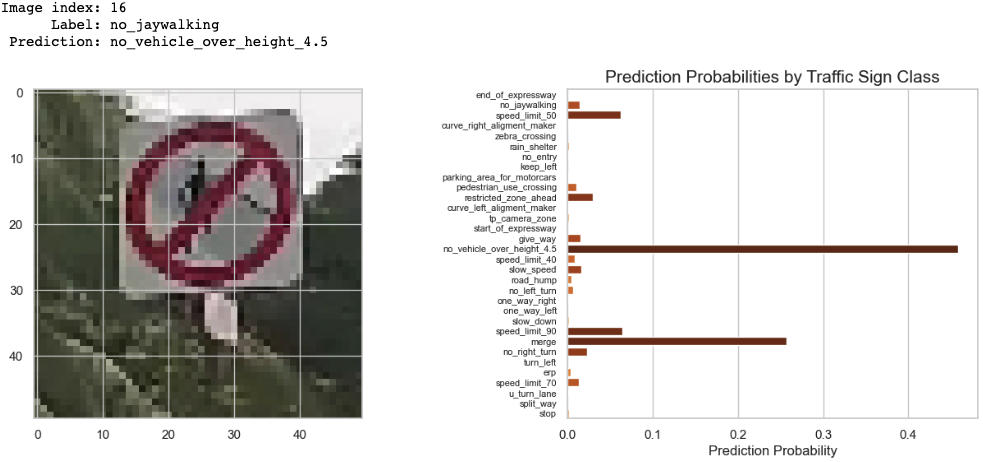 Image index: 16
Label: no_jaywalking
Prediction: no_vehicle_over_height_4.5
0
10
20
30
40
0
10
20
30
40
Prediction Probabilities by Traffic Sign Class
end_of_expressway
no_jaywalking
speed_limit_50
curve_right_aligment_maker
zebra_crossing
rain_shelter
no_entry
keep_left
parking_area_for_motorcars
pedestrian_use_crossing
restricted_zone_ahead
curve_left_aligment_maker
tp_camera_zone
start_of_expressway
give_way
no_vehicle_over_height_4.5
speed_limit_40
slow_speed
road_hump
no_left_turn
one_way_right
one_way_left
slow_down
speed_limit_90
merge
no_right_turn
turn_left
erp
speed_limit_70
u_turn_lane
split_way
stop
0.0
0.1
0.2
0.3
0.4
Prediction Probability